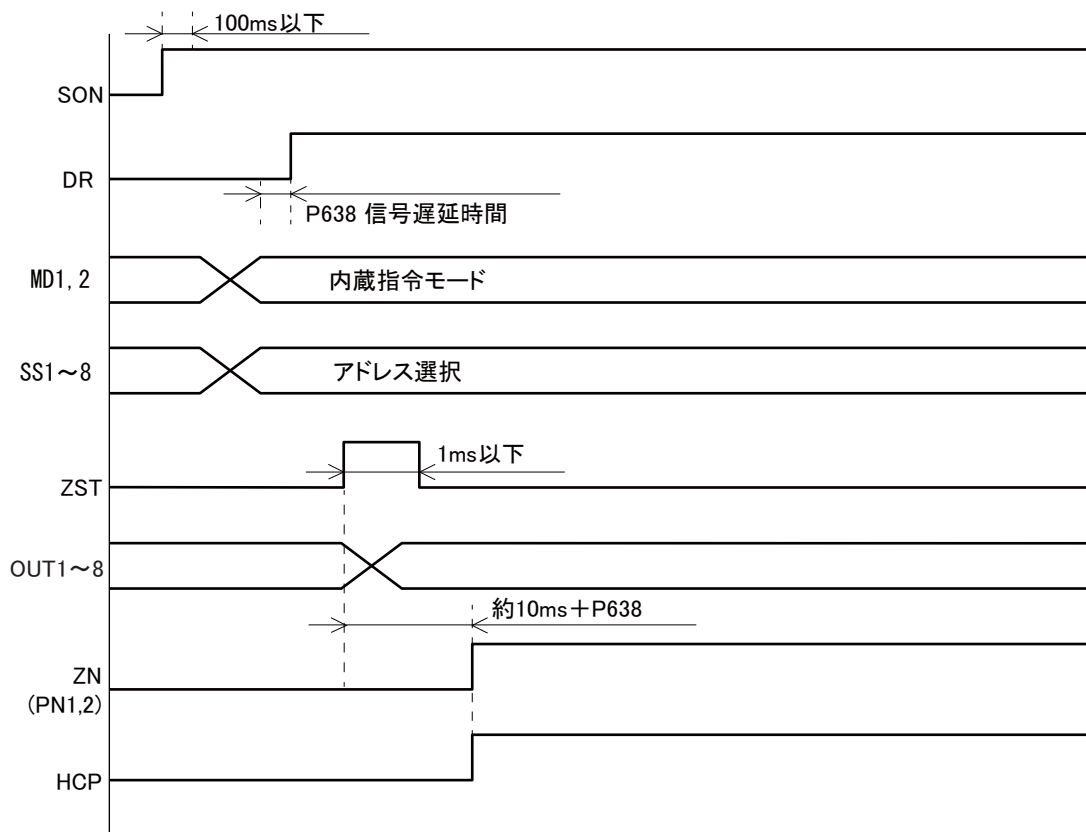 100ms以下
SON
DR
P638 信号遅延時間
MD1, 2
内蔵指令モード
SS1～8
アドレス選択
1ms以下
ZST
OUT1～8
約10ms＋P638
ZN
(PN1,2)
HCP